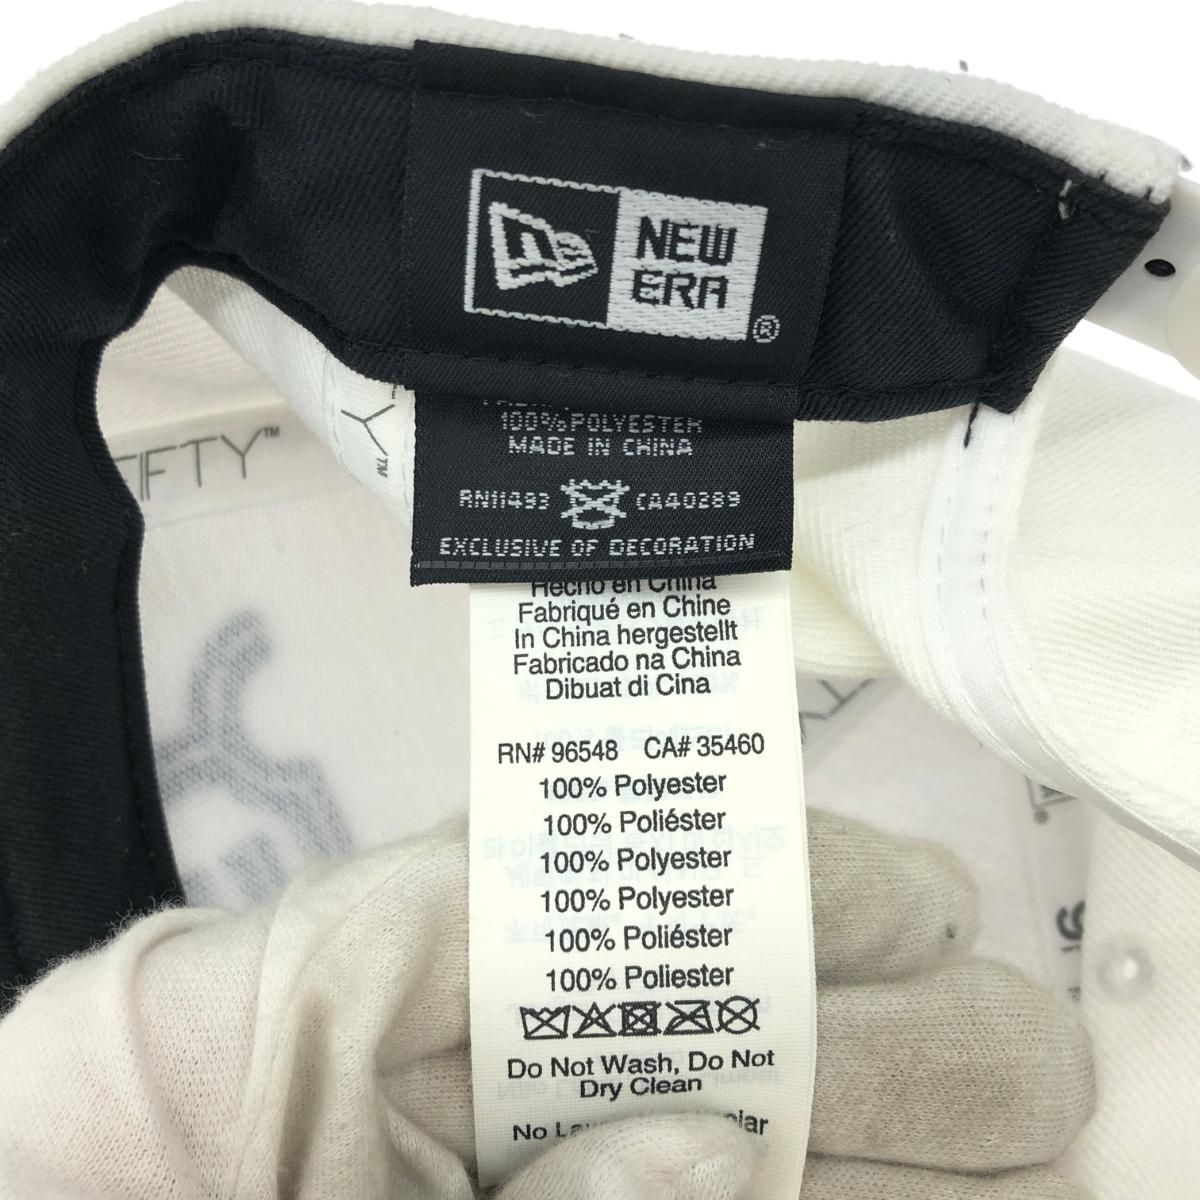 NEW
ERA
®
100% POLYESTER
MADE IN CHINA
RN11493 CA40289
EXCLUSIVE OF DECORATION
Hecho en China
Fabriqué en Chine
In China hergestellt
Fabricado na China
Dibuat di Cina
RN# 96548 CA# 35460
100% Polyester
100% Poliéster
100% Polyester
100% Polyester
100% Poliéster
100% Poliester
Do Not Wash, Do Not
Dry Clean
No
FIFTY™